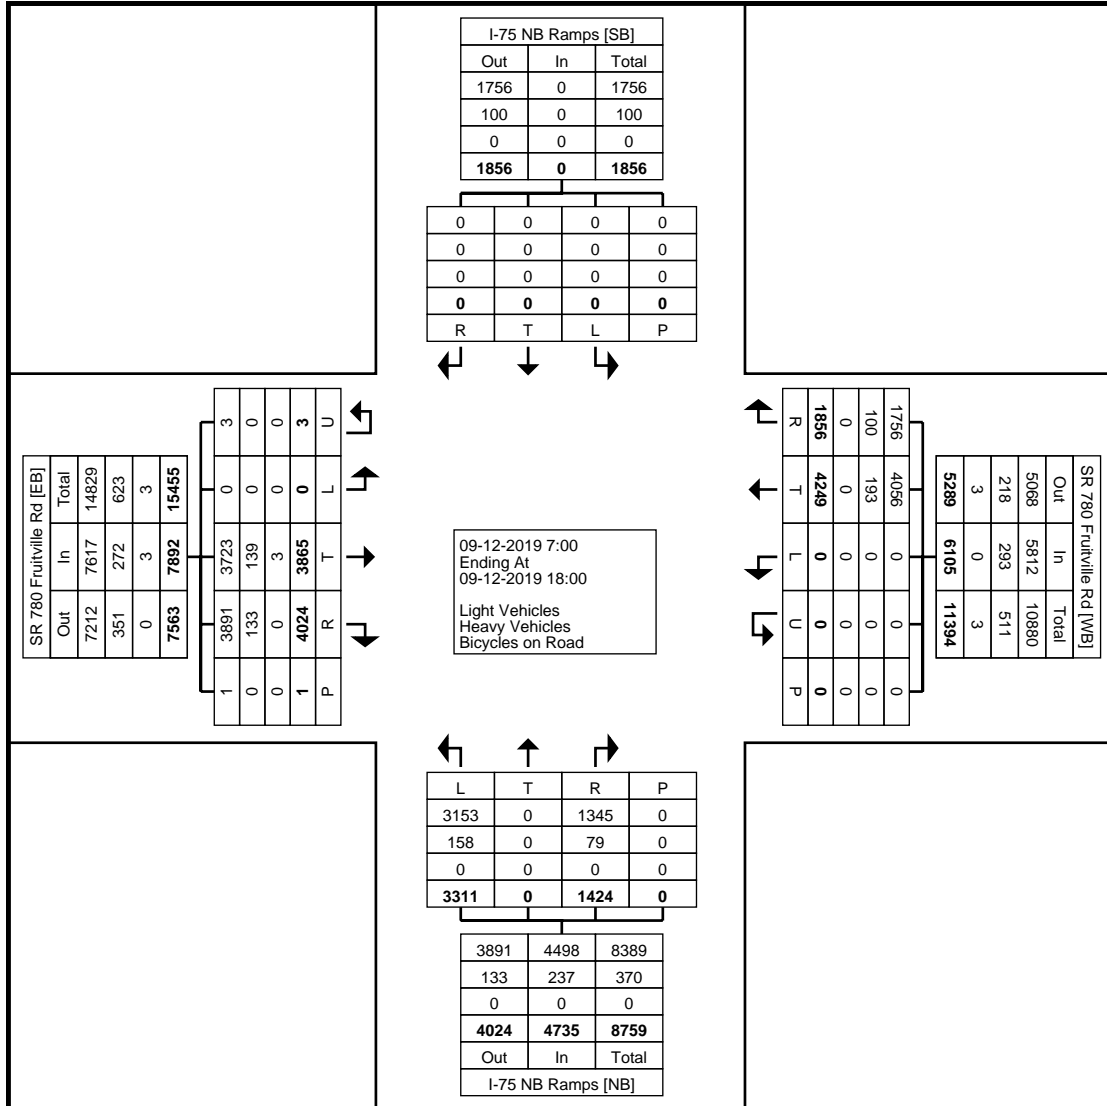 I-75 NB Ramps [SB]
Out In Total
1756 0 1756
100 0 100
0 0 0
1856 0 1856
0 0 0 0
0 0 0 0
0 0 0 0
0 0 0 0
R T L P
SR 780 Fruitville Rd [EB]
Total In Out
14829 7617 7212
623 272 351
3 3 0
15455 7892 7563
3 0 3723 3891 1
0 0 139 133 0
0 0 3 0 0
3 0 3865 4024 1
U L T R P
09-12-2019 7:00
Ending At
09-12-2019 18:00
Light Vehicles
Heavy Vehicles
Bicycles on Road
SR 780 Fruitville Rd [WB]
Out In Total
5068 5812 10880
218 293 511
3 0 3
5289 6105 11394
1756 4056 0 0 0
100 193 0 0 0
0 0 0 0 0
1856 4249 0 0 0
R T L U P
L T R P
3153 0 1345 0
158 0 79 0
0 0 0 0
3311 0 1424 0
3891 4498 8389
133 237 370
0 0 0
4024 4735 8759
Out In Total
I-75 NB Ramps [NB]